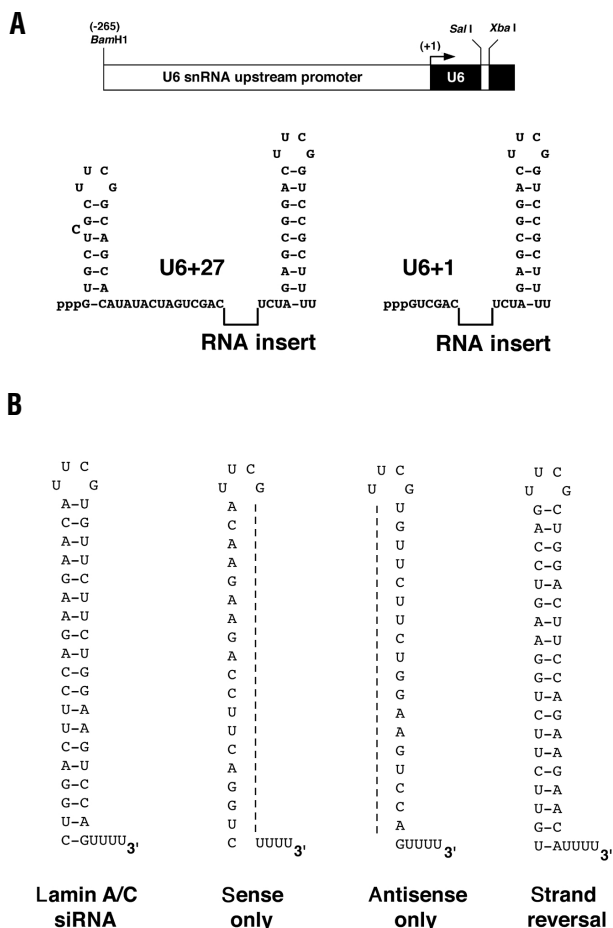 A
(-265)
BamH1
(+1)
Sal I
Xba I
U6 snRNA upstream promoter
U6
U C
U G
C–G
C
G–C
U–A
C–G
G–C
U–A
pppG–CAUAUACUAGUCGAC
U6+27
U C
U G
C–G
A–U
G–C
G–C
C–G
G–C
A–U
G–U
UCUA–UU
RNA insert
U6+1
pppGUCGAC
U C
U G
C–G
A–U
G–C
G–C
C–G
G–C
A–U
G–U
UCUA–UU
RNA insert
B
U C
U G
A–U
C–G
A–U
A–U
G–C
A–U
A–U
G–C
A–U
C–G
C–G
U–A
U–A
C–G
A–U
G–C
G–C
U–A
C–GUUUU3'
Lamin A/C
siRNA
U C
U G
A
C
A
A
G
A
A
G
A
C
C
U
U
C
A
G
G
U
C UUUU3'
Sense
only
U C
U G
U
G
U
U
C
U
U
C
U
G
G
A
A
G
U
C
C
A
GUUUU3'
Antisense
only
U C
U G
G–C
A–U
C–G
C–G
U–A
G–C
A–U
A–U
G–C
G–C
U–A
C–G
U–A
U–A
C–G
U–A
U–A
G–C
U–AUUUU3'
Strand
reversal